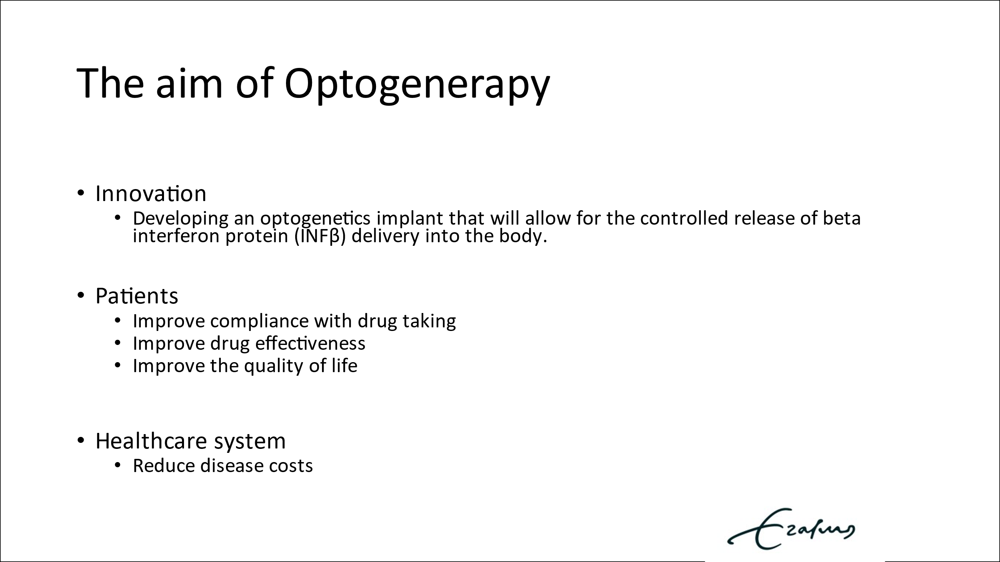 The aim of Optogenerapy
• Innovation
• Developing an optogenetics implant that will allow for the controlled release of beta
interferon protein (INFβ) delivery into the body.
• Patients
• Improve compliance with drug taking
• Improve drug effectiveness
• Improve the quality of life
• Healthcare system
• Reduce disease costs
Erasmus